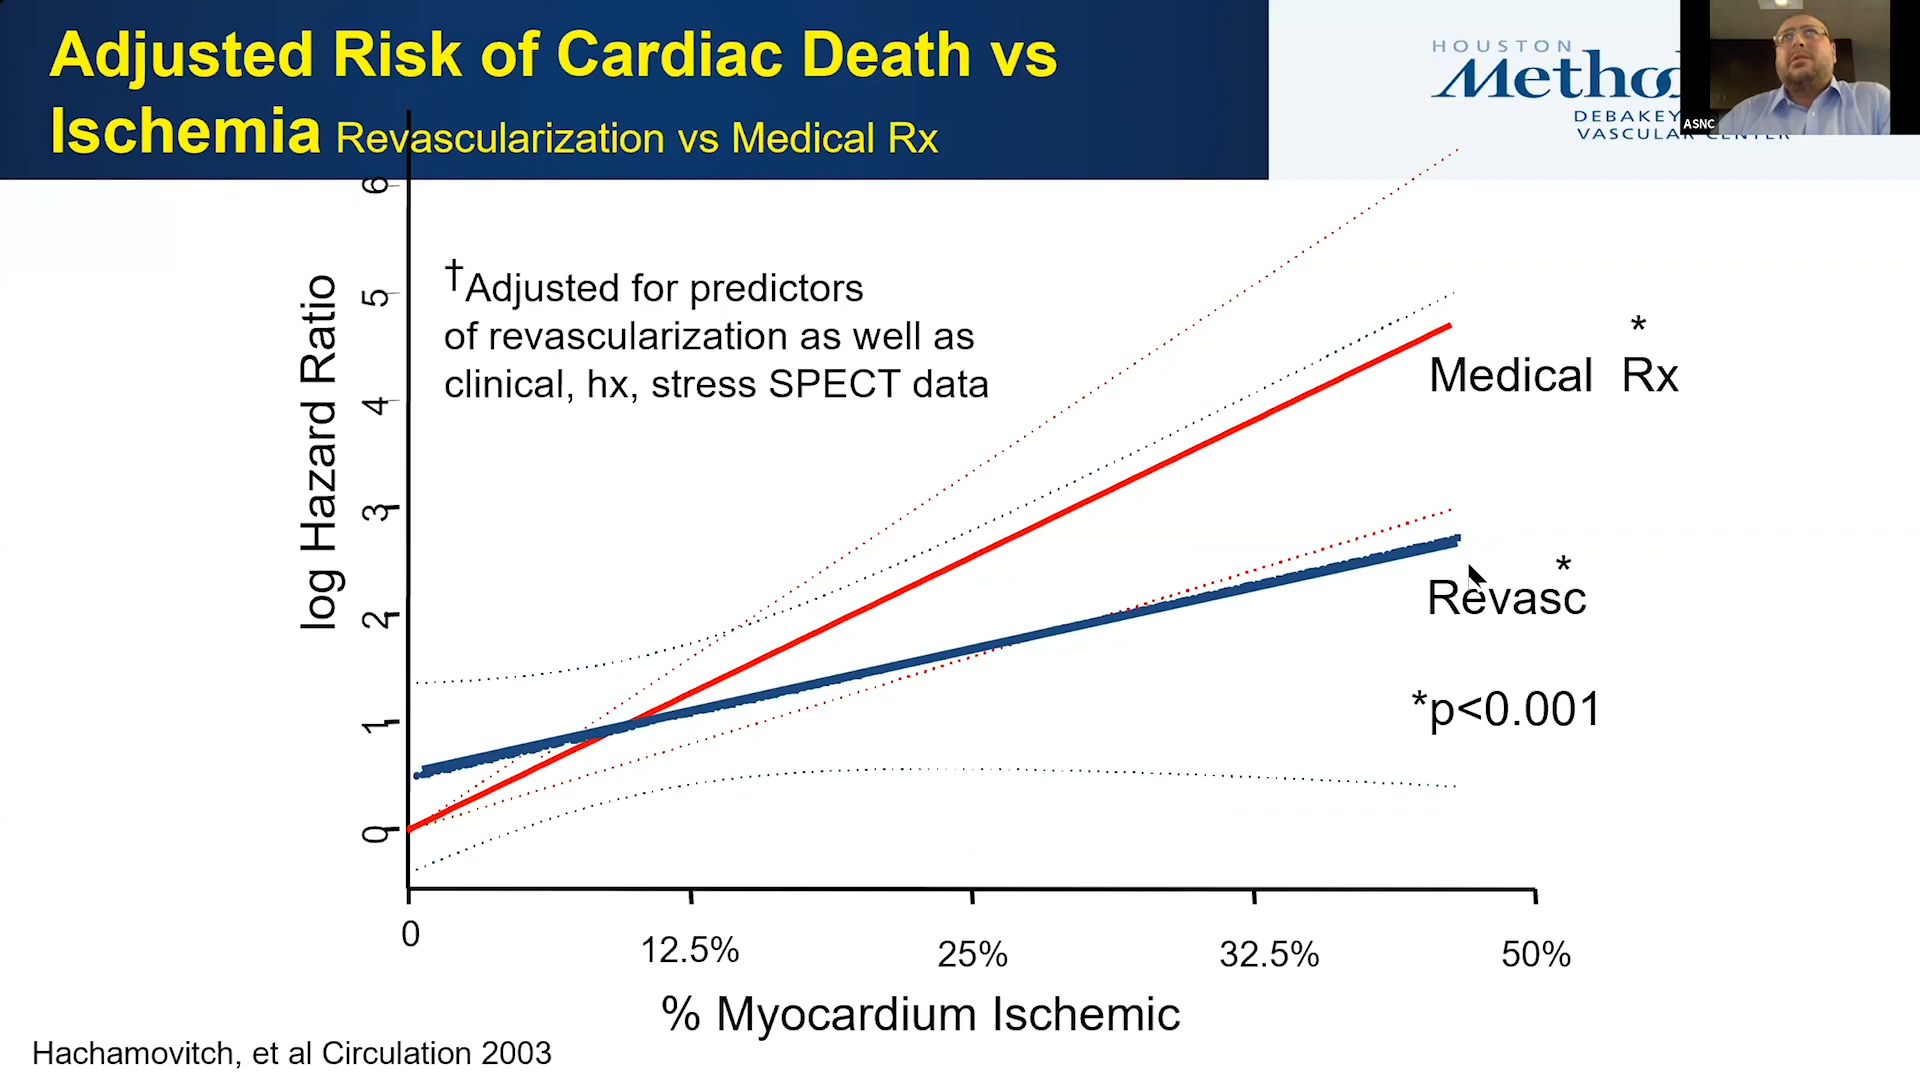 Adjusted Risk of Cardiac Death vs
Ischemia Revascularization vs Medical Rx
HOUSTON
DEBAKEY
VASCULAR CENTER
ASNC
†Adjusted for predictors
of revascularization as well as
clinical, hx, stress SPECT data
log Hazard Ratio
6
5
4
3
2
1
0
Medical Rx *
Revasc *
*p<0.001
0
12.5%
25%
32.5%
50%
% Myocardium Ischemic
Hachamovitch, et al Circulation 2003